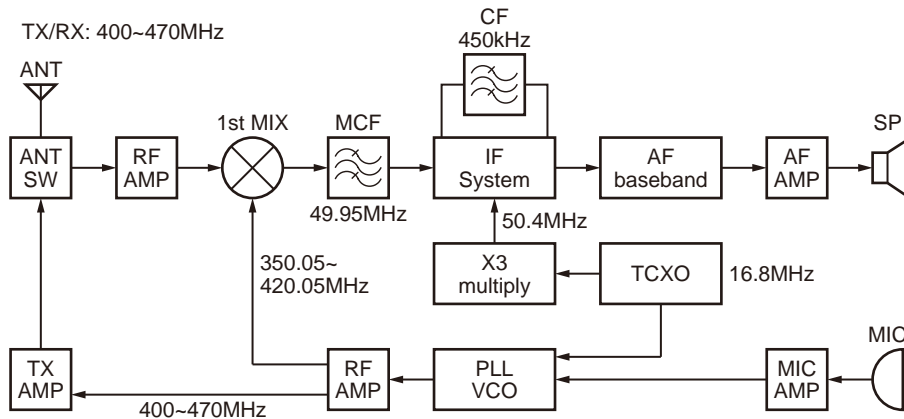 TX/RX: 400~470MHz
CF
450kHz
ANT
1st MIX
MCF
SP
ANT
SW
RF
AMP
IF
System
AF
baseband
AF
AMP
49.95MHz
50.4MHz
350.05~
420.05MHz
X3
multiply
TCXO
16.8MHz
MIC
TX
AMP
RF
AMP
PLL
VCO
MIC
AMP
400~470MHz